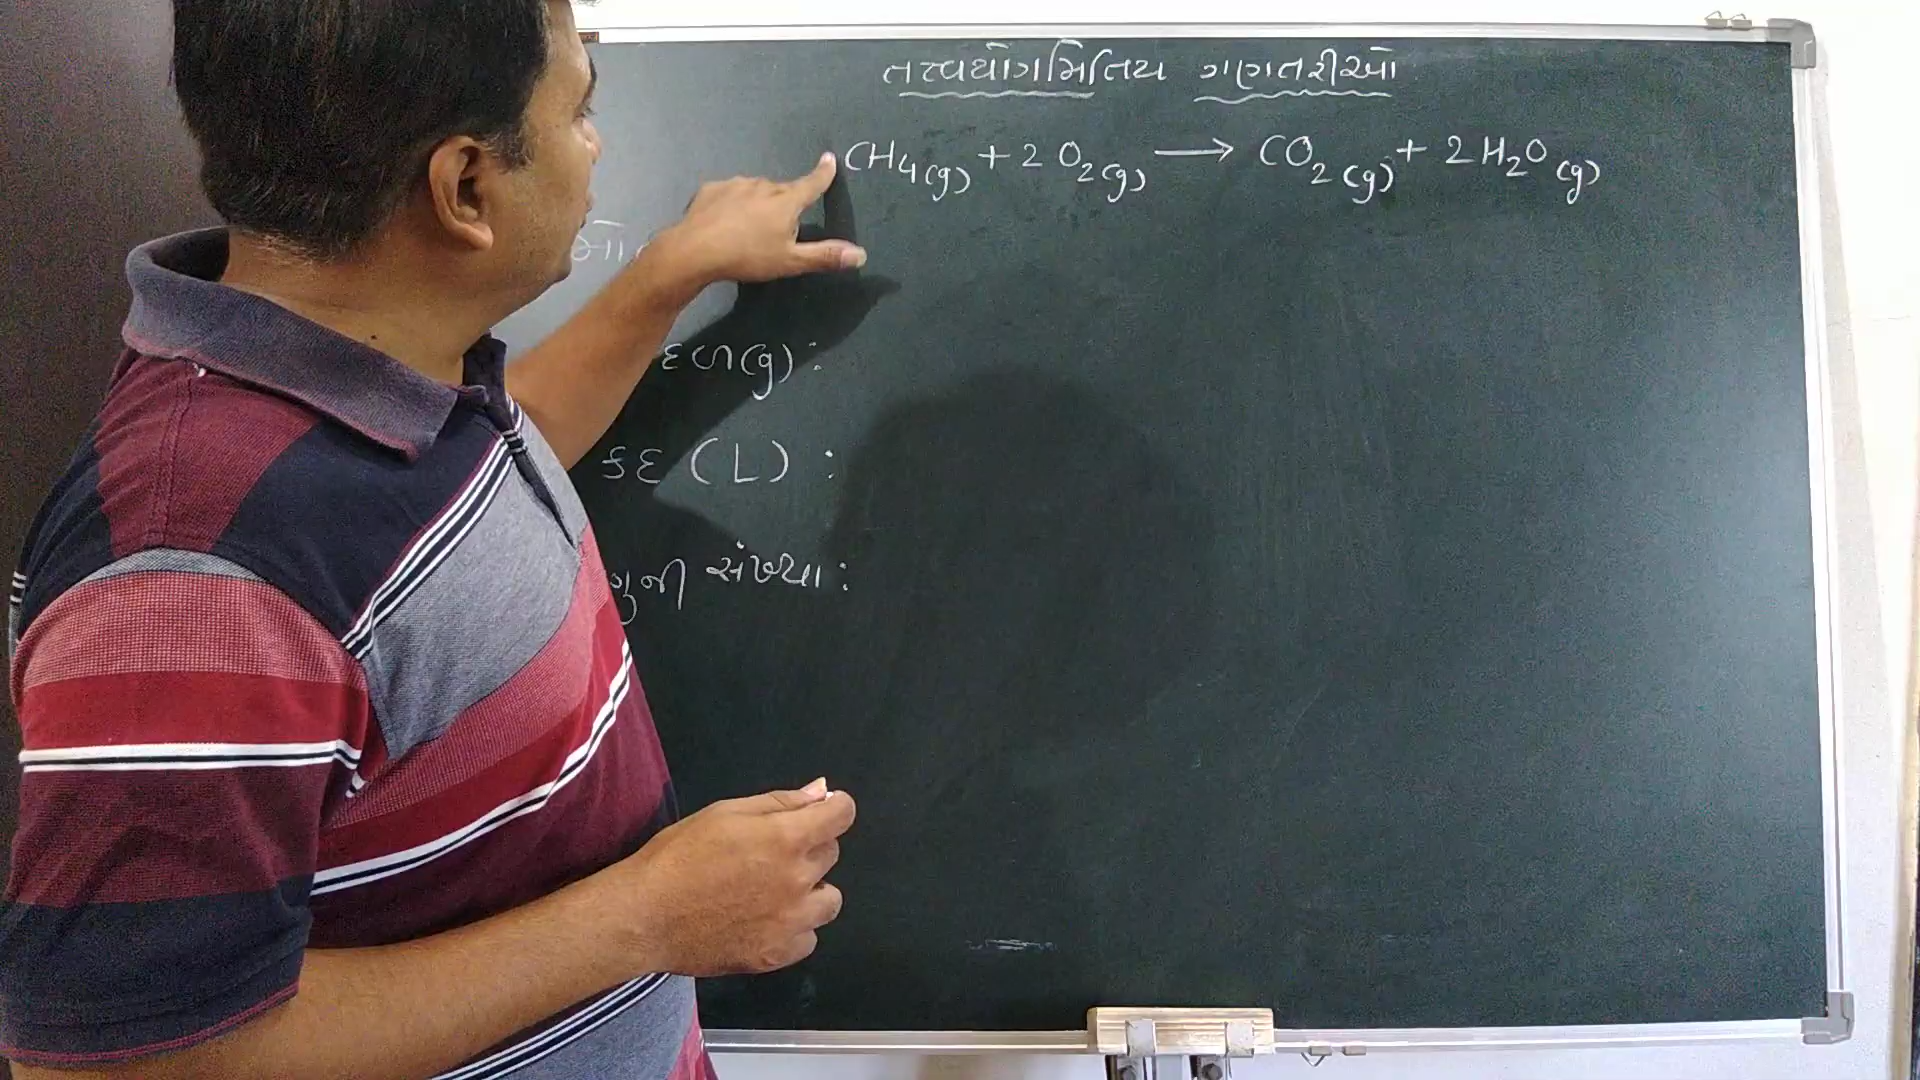 તત્ત્વયોગમિતિય ગણતરીઓ
CH₄(g) + 2 O₂(g) ⟶ CO₂(g) + 2 H₂O(g)
દળ(g) :
કદ (L) :
સંખ્યા :